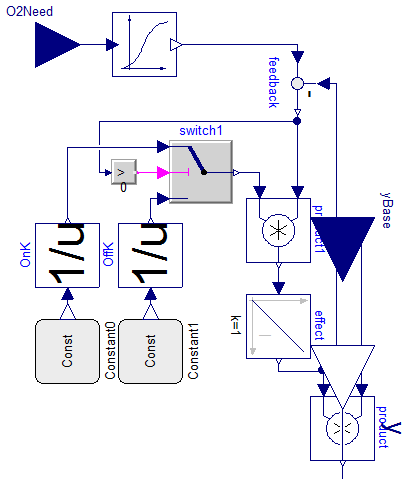 O2Need
feedback
-
switch1
>
0
yBase
1/u
1/u
OnK
OffK
product1
Const
Constant0
Const
Constant1
effect
k=1
product
y